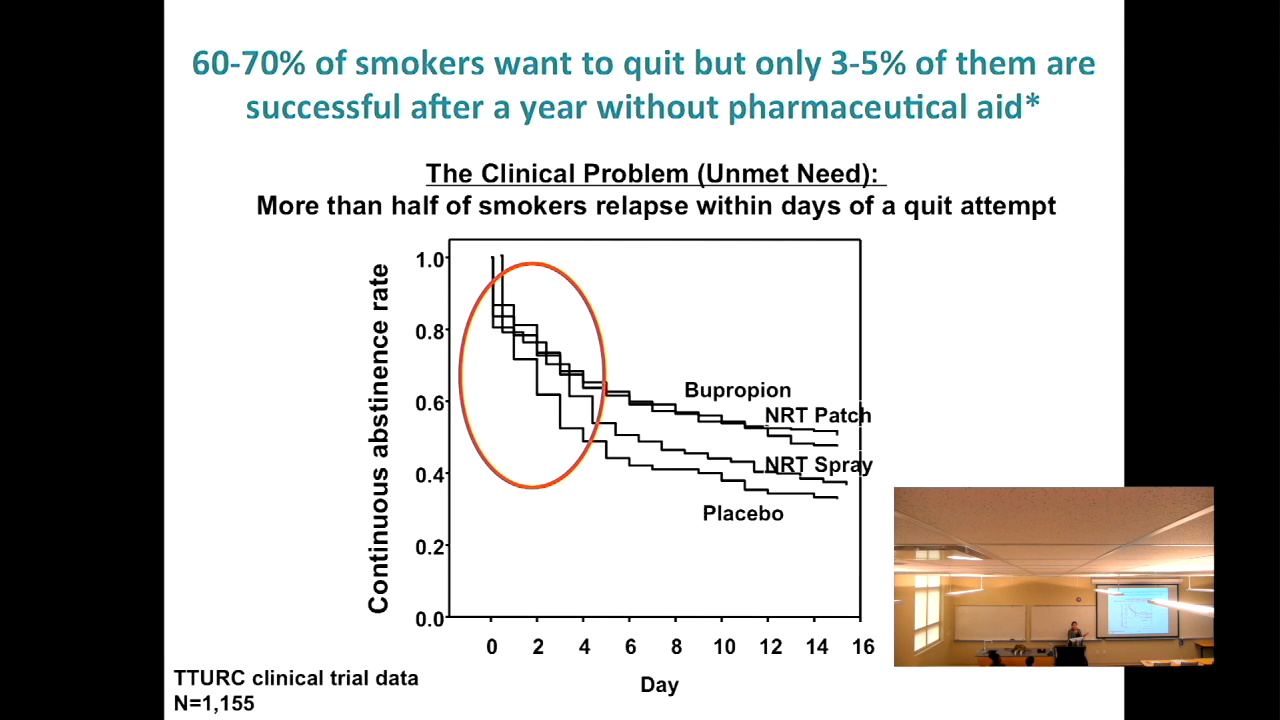 60-70% of smokers want to quit but only 3-5% of them are
successful after a year without pharmaceutical aid*
The Clinical Problem (Unmet Need):
More than half of smokers relapse within days of a quit attempt
Continuous abstinence rate
1.0
0.8
0.6
0.4
0.2
0.0
Bupropion
NRT Patch
NRT Spray
Placebo
0 2 4 6 8 10 12 14 16
Day
TTURC clinical trial data
N=1,155